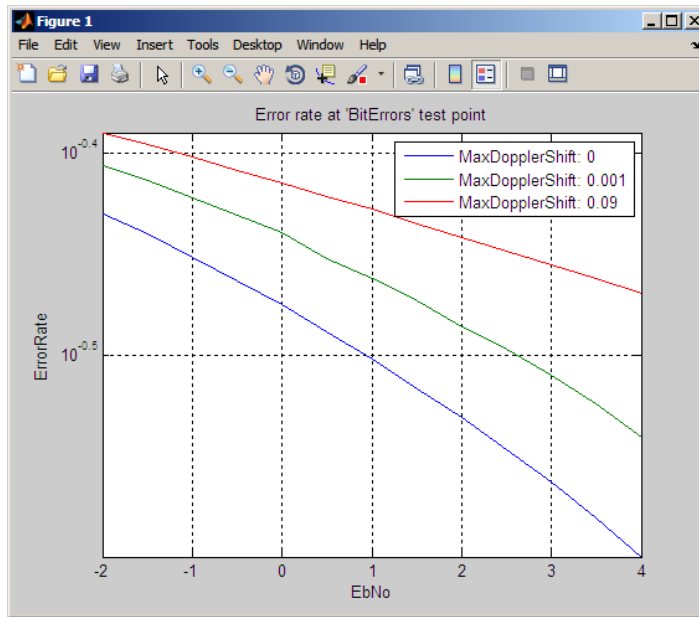 Figure 1
File Edit View Insert Tools Desktop Window Help
Error rate at 'BitErrors' test point
MaxDopplerShift: 0
MaxDopplerShift: 0.001
MaxDopplerShift: 0.09
10^-0.4
10^-0.5
ErrorRate
-2 -1 0 1 2 3 4
EbNo